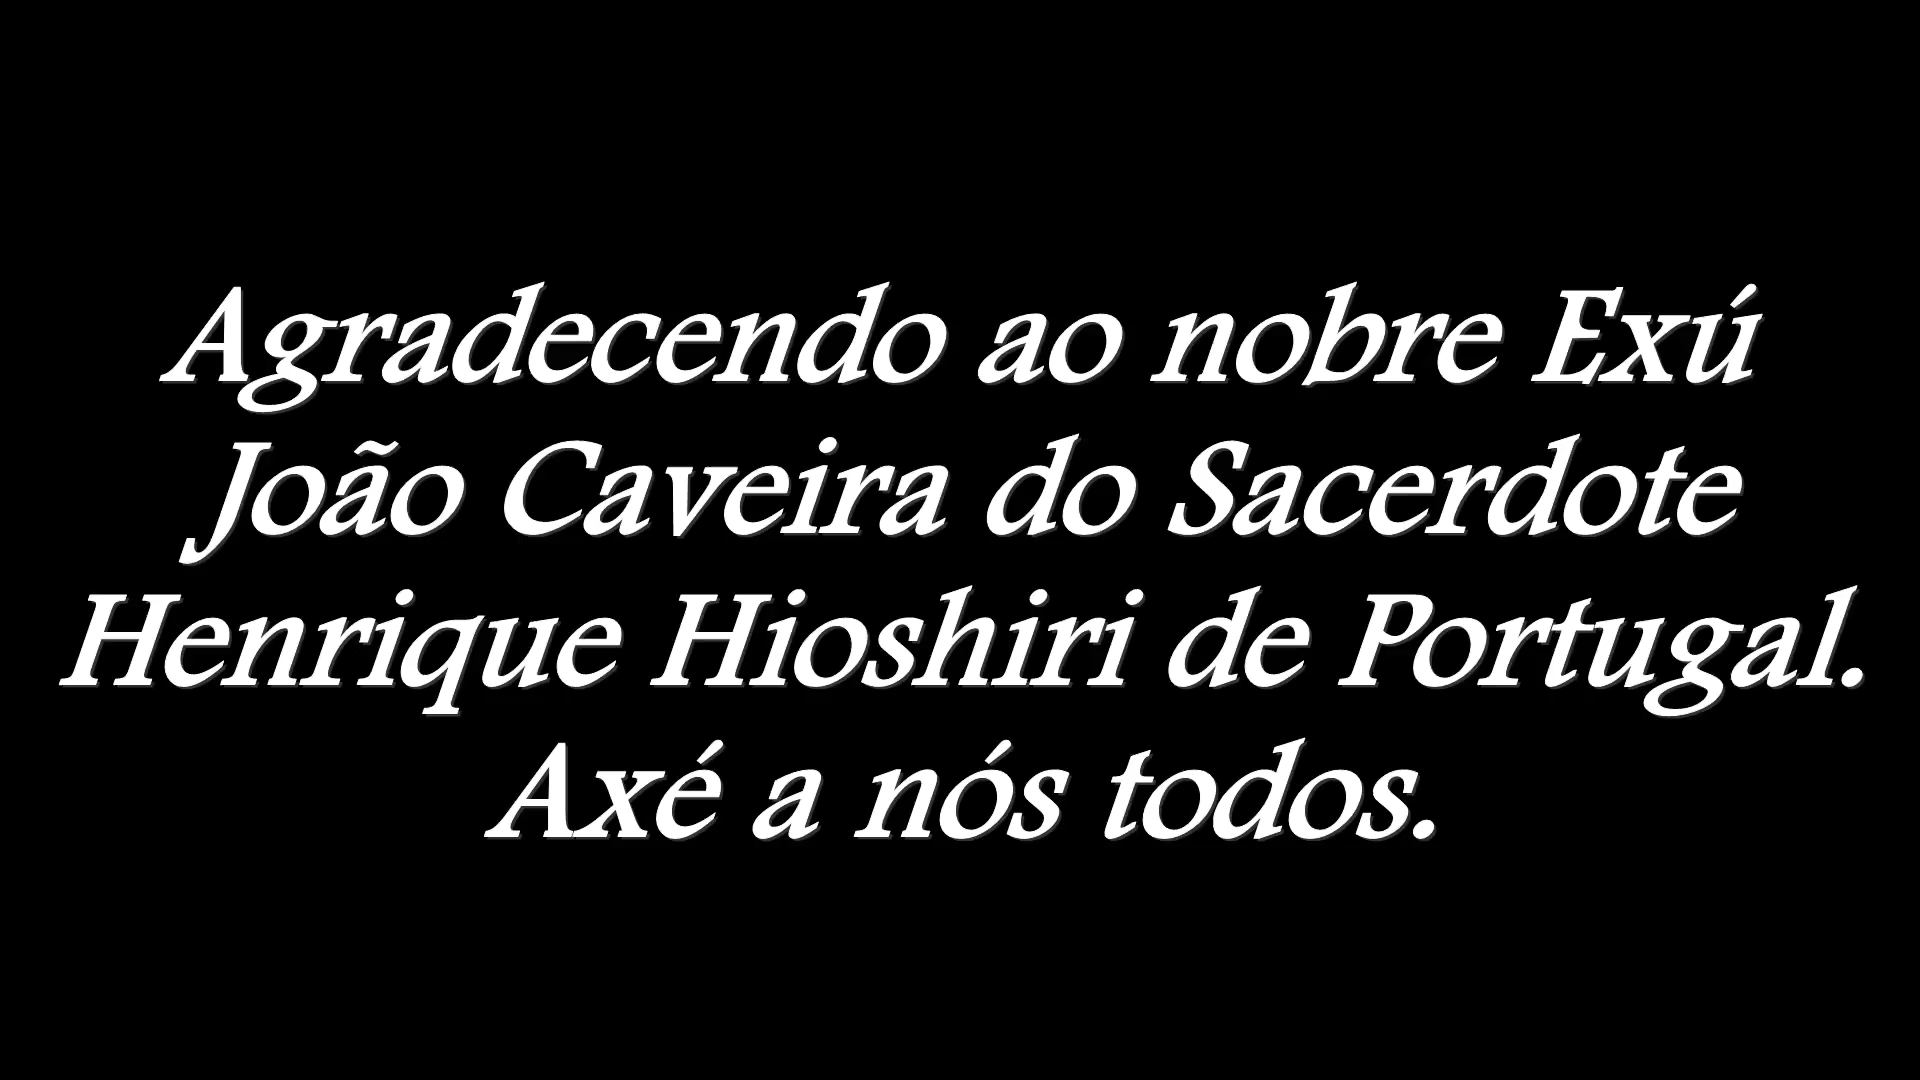 Agradecendo ao nobre Exú
João Caveira do Sacerdote
Henrique Hioshiri de Portugal.
Axé a nós todos.